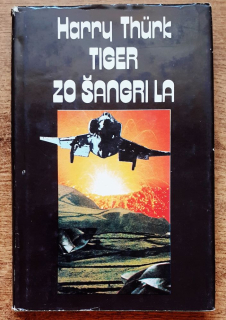 Harry Thürk
TIGER
ZO ŠANGRI LA